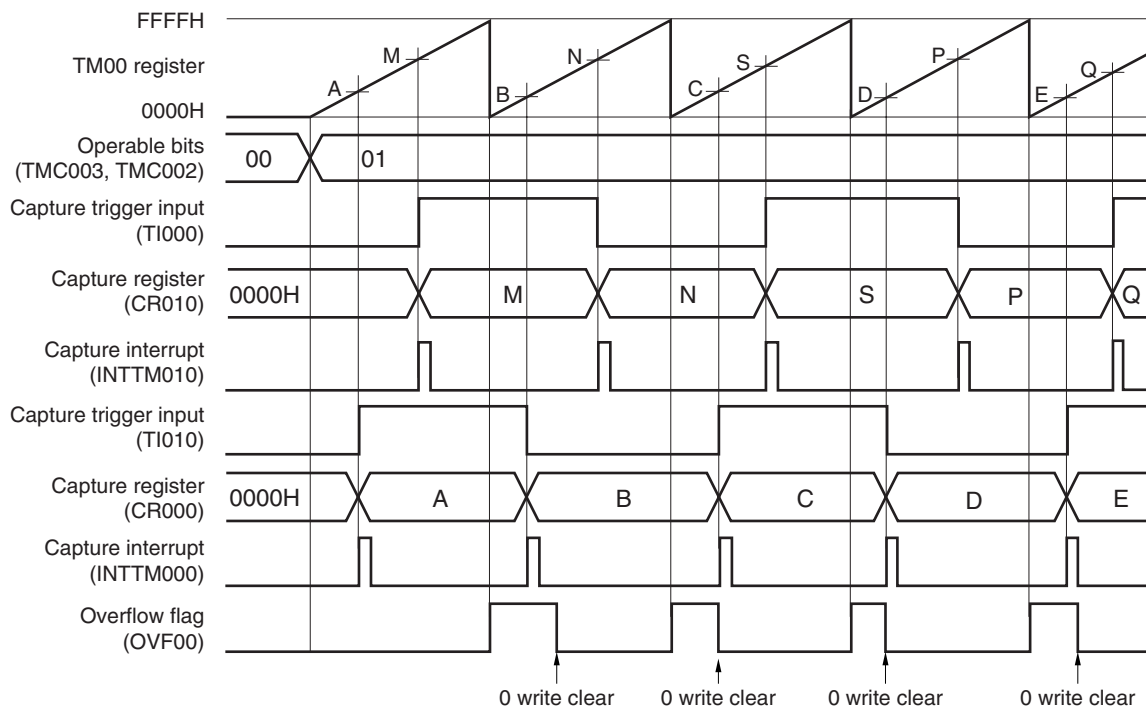 FFFFH
TM00 register
0000H
A M B N C S D P E Q
Operable bits
(TMC003, TMC002)
00 01
Capture trigger input
(TI000)
Capture register
(CR010)
0000H M N S P Q
Capture interrupt
(INTTM010)
Capture trigger input
(TI010)
Capture register
(CR000)
0000H A B C D E
Capture interrupt
(INTTM000)
Overflow flag
(OVF00)
0 write clear 0 write clear 0 write clear 0 write clear